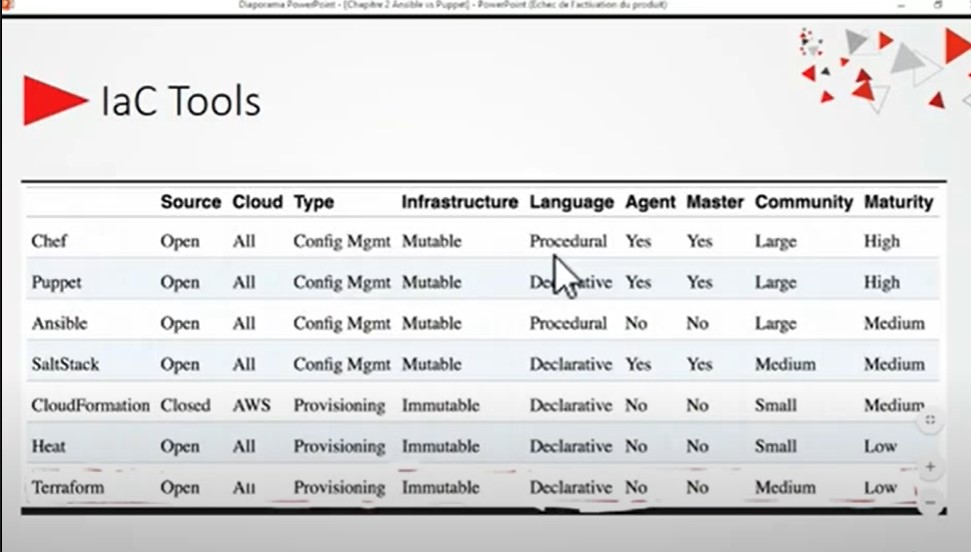 Diaporama PowerPoint - [Chapitre 2 Ansible vs Puppet] - PowerPoint (Échec de l'activation du produit)
IaC Tools
Source Cloud Type Infrastructure Language Agent Master Community Maturity
Chef Open All Config Mgmt Mutable Procedural Yes Yes Large High
Puppet Open All Config Mgmt Mutable Declarative Yes Yes Large High
Ansible Open All Config Mgmt Mutable Procedural No No Large Medium
SaltStack Open All Config Mgmt Mutable Declarative Yes Yes Medium Medium
CloudFormation Closed AWS Provisioning Immutable Declarative No No Small Medium
Heat Open All Provisioning Immutable Declarative No No Small Low
Terraform Open All Provisioning Immutable Declarative No No Medium Low